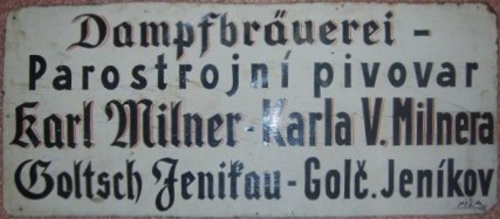 Dampfbräuerei -
Parostrojní pivovar
Karl Milner - Karla V. Milnera
Goltsch Jenikau - Golč. Jeníkov